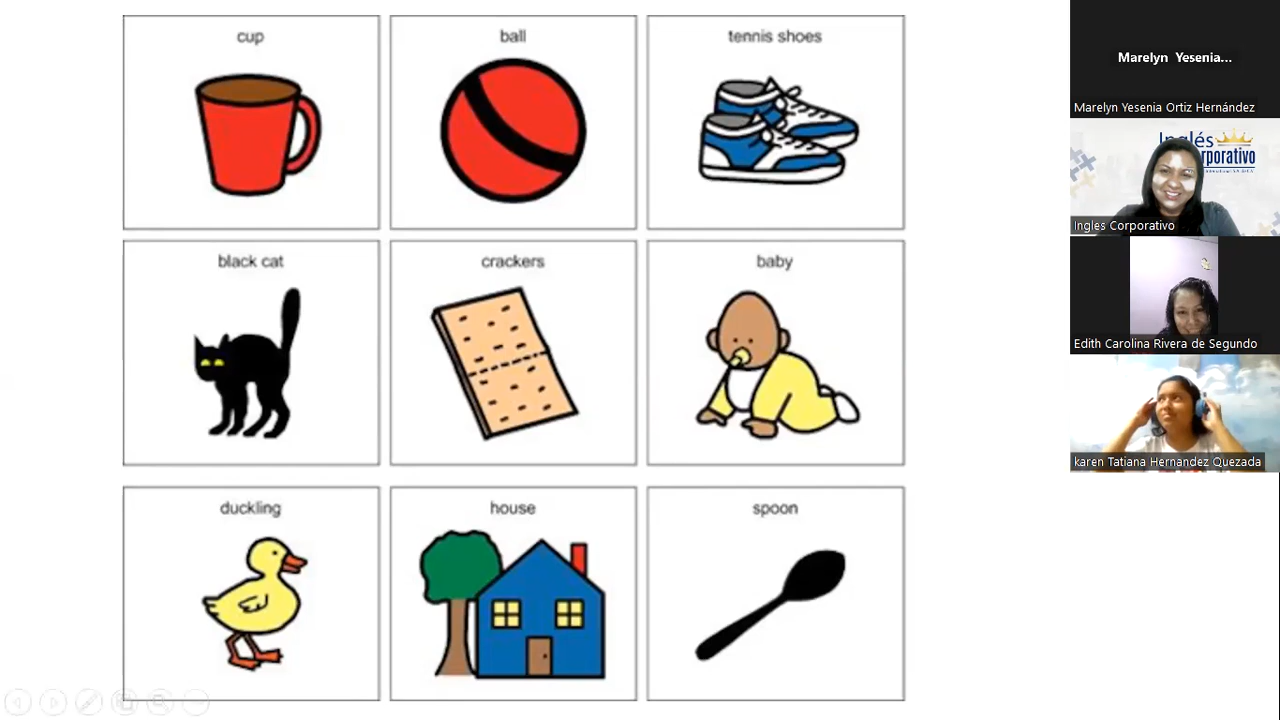 cup
ball
tennis shoes
black cat
crackers
baby
duckling
house
spoon
Marelyn Yesenia...
Marelyn Yesenia Ortiz Hernández
Inglés
Corporativo
Ingles Corporativo
Edith Carolina Rivera de Segundo
karen Tatiana Hernandez Quezada